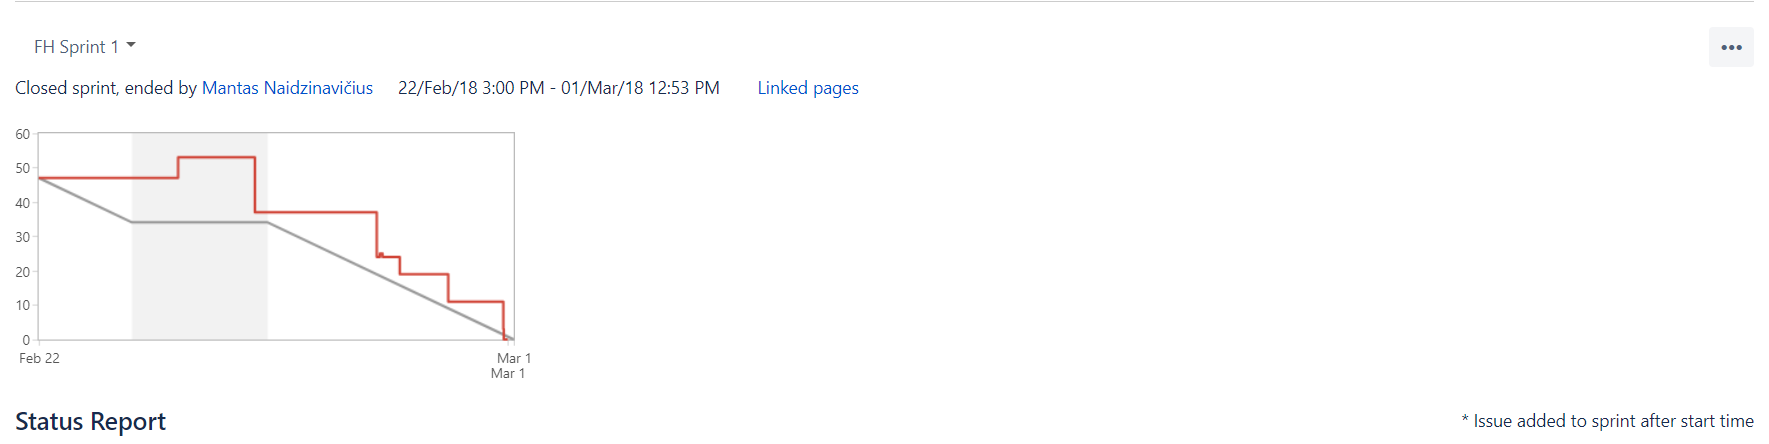 FH Sprint 1
Closed sprint, ended by Mantas Naidzinavičius 22/Feb/18 3:00 PM - 01/Mar/18 12:53 PM Linked pages
60
50
40
30
20
10
0
Feb 22 Mar 1
Mar 1
Status Report * Issue added to sprint after start time